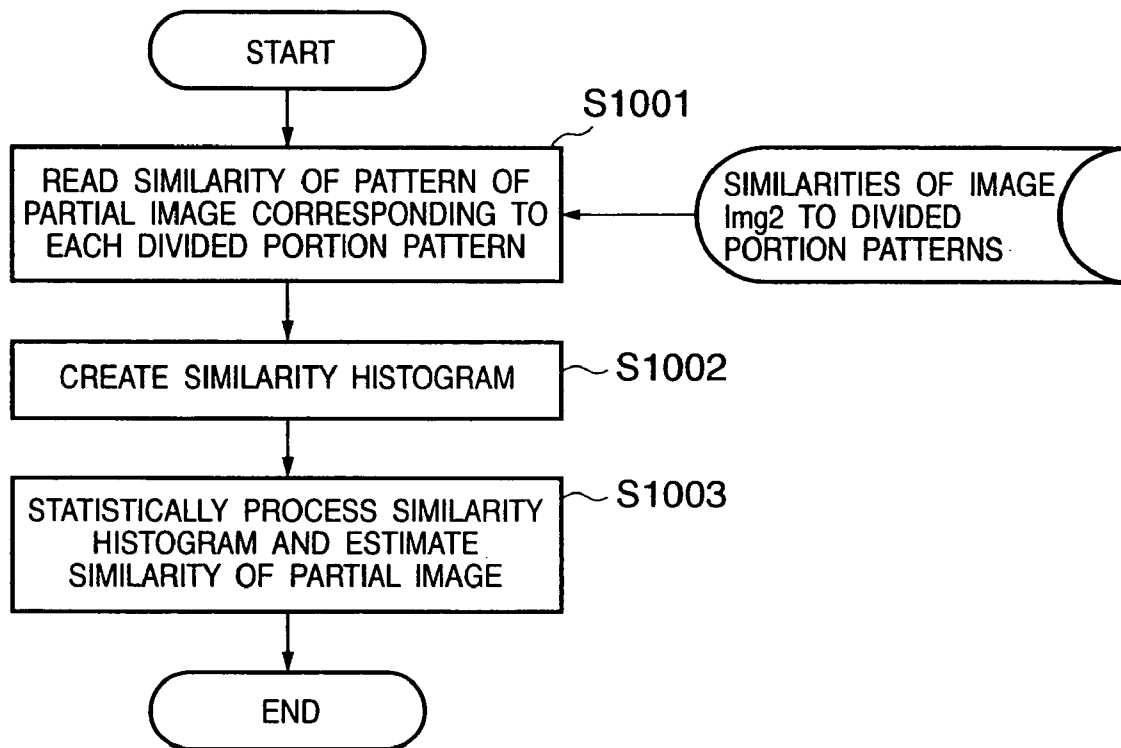 START
S1001
READ SIMILARITY OF PATTERN OF
PARTIAL IMAGE CORRESPONDING TO
EACH DIVIDED PORTION PATTERN
SIMILARITIES OF IMAGE
Img2 TO DIVIDED
PORTION PATTERNS
CREATE SIMILARITY HISTOGRAM
S1002
S1003
STATISTICALLY PROCESS SIMILARITY
HISTOGRAM AND ESTIMATE
SIMILARITY OF PARTIAL IMAGE
END